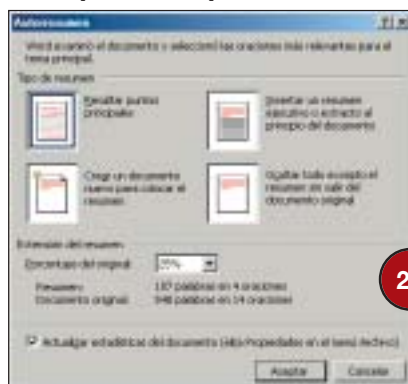 Autorresumen
Word examinó el documento y seleccionó las oraciones más relevantes para el
tema principal.
Tipo de resumen
Resaltar puntos
principales
Insertar un resumen
ejecutivo o extracto al
principio del documento
Crear un documento
nuevo para colocar el
resumen
Ocultar todo excepto el
resumen sin salir del
documento original
Extensión del resumen
Porcentaje del original:
25%
Resumen: 187 palabras en 4 oraciones
Documento original: palabras en 14 oraciones
2
Actualizar estadísticas del documento (elija Propiedades en el menú Archivo)
Aceptar
Cancelar